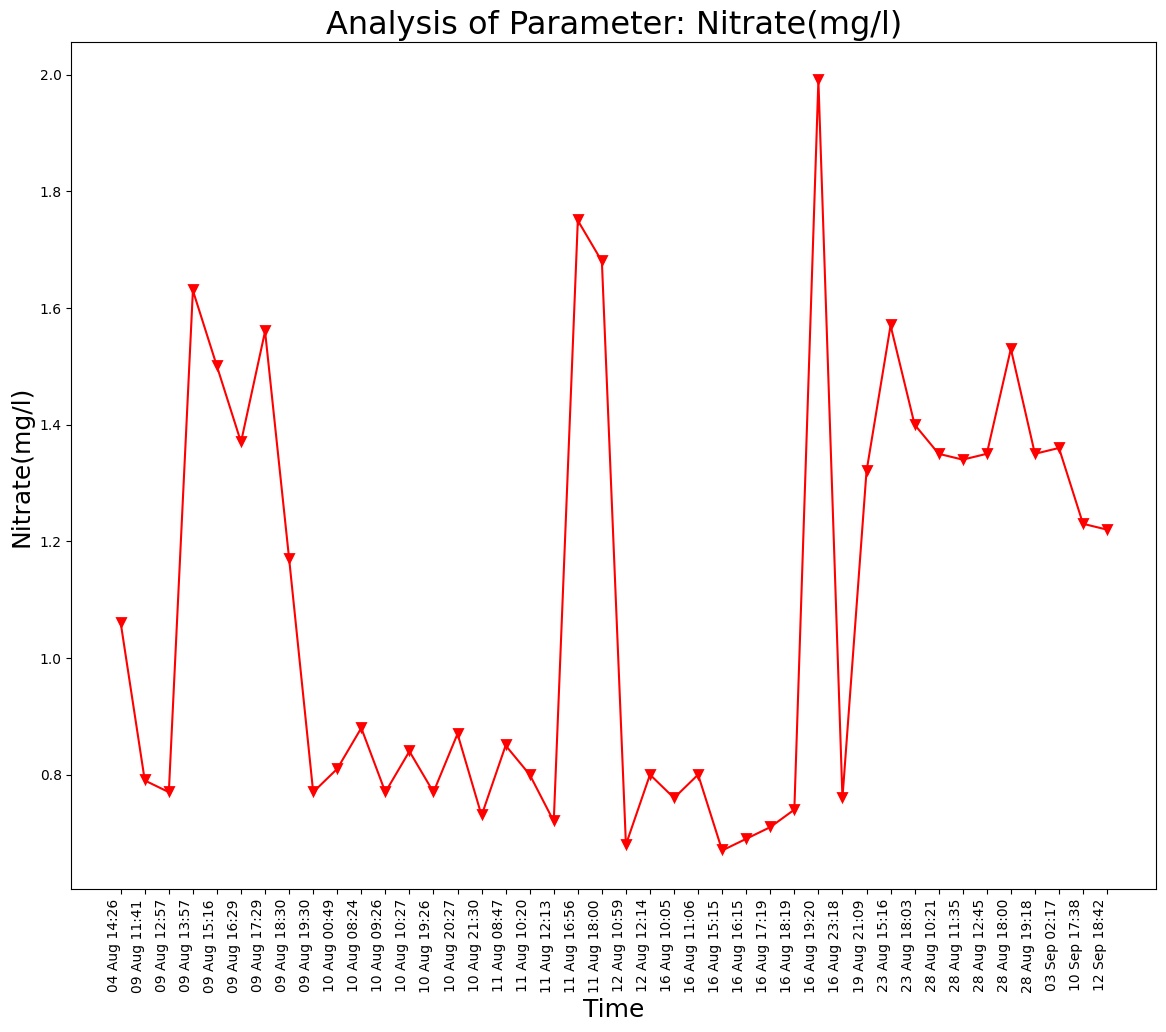 Analysis of Parameter: Nitrate(mg/l)
Nitrate(mg/l)
2.0
1.8
1.6
1.4
1.2
1.0
0.8
04 Aug 14:26
09 Aug 11:41
09 Aug 12:57
09 Aug 13:57
09 Aug 15:16
09 Aug 16:29
09 Aug 17:29
09 Aug 18:30
09 Aug 19:30
10 Aug 00:49
10 Aug 08:24
10 Aug 09:26
10 Aug 10:27
10 Aug 19:26
10 Aug 20:27
10 Aug 21:30
11 Aug 08:47
11 Aug 10:20
11 Aug 12:13
11 Aug 16:56
11 Aug 18:00
12 Aug 10:59
12 Aug 12:14
16 Aug 10:05
16 Aug 11:06
16 Aug 15:15
16 Aug 16:15
16 Aug 17:19
16 Aug 18:19
16 Aug 19:20
16 Aug 23:18
19 Aug 21:09
23 Aug 15:16
23 Aug 18:03
28 Aug 10:21
28 Aug 11:35
28 Aug 12:45
28 Aug 18:00
28 Aug 19:18
03 Sep 02:17
10 Sep 17:38
12 Sep 18:42
Time